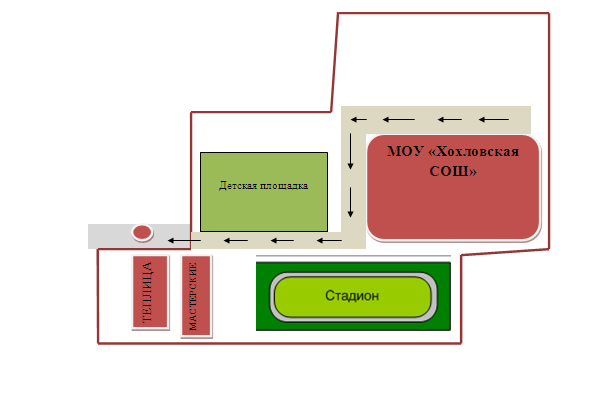 МОУ «Хохловская
СОШ»
Детская площадка
ТЕПЛИЦА
МАСТЕРСКИЕ
Стадион